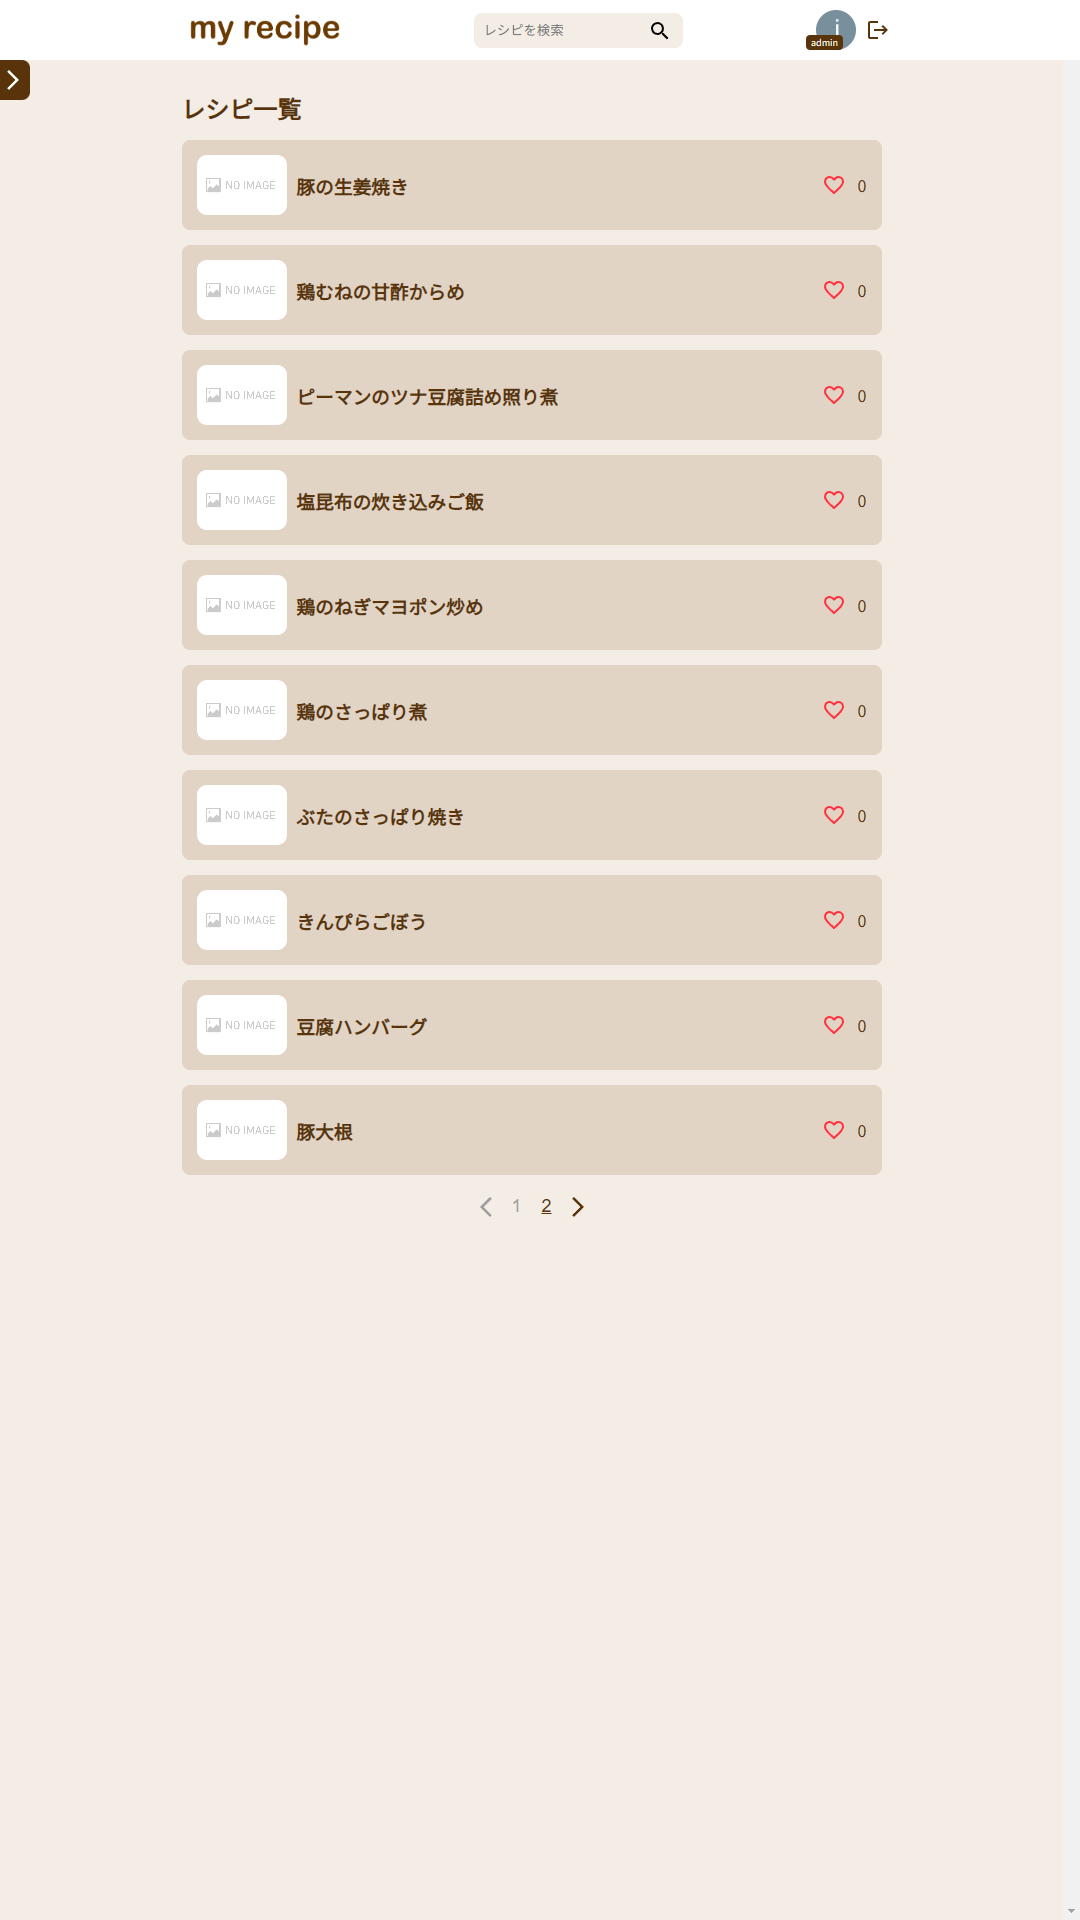 my recipe
レシピを検索
i
admin
レシピ一覧
NO IMAGE 豚の生姜焼き 0
NO IMAGE 鶏むねの甘酢からめ 0
NO IMAGE ピーマンのツナ豆腐詰め照り煮 0
NO IMAGE 塩昆布の炊き込みご飯 0
NO IMAGE 鶏のねぎマヨポン炒め 0
NO IMAGE 鶏のさっぱり煮 0
NO IMAGE ぶたのさっぱり焼き 0
NO IMAGE きんぴらごぼう 0
NO IMAGE 豆腐ハンバーグ 0
NO IMAGE 豚大根 0
1 2